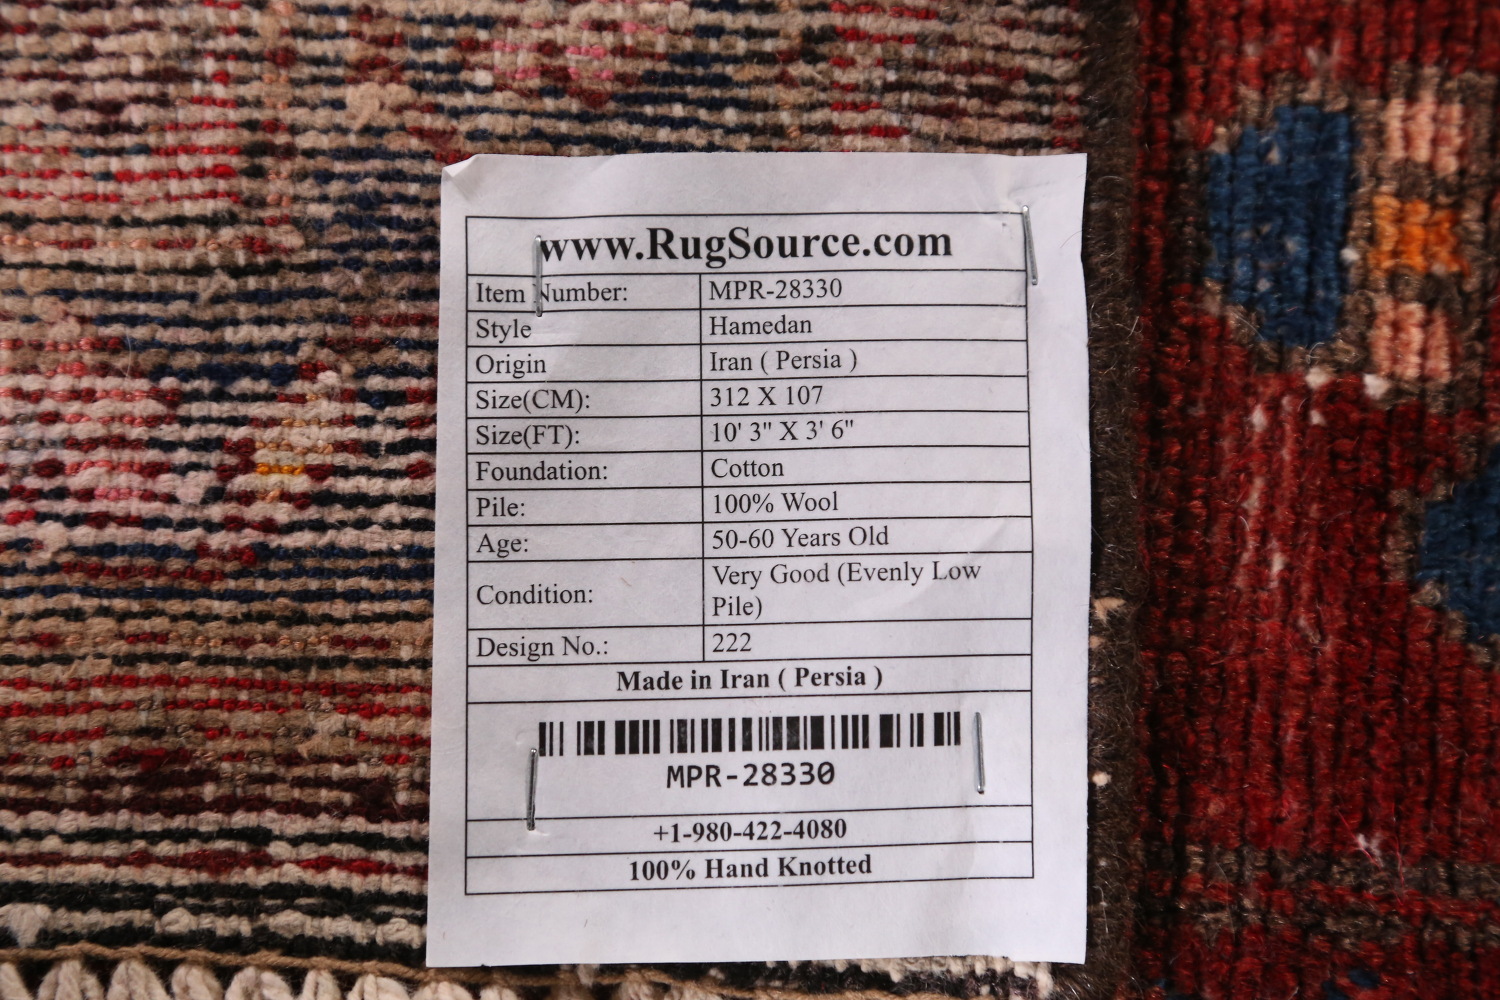 www.RugSource.com
Item Number: MPR-28330
Style Hamedan
Origin Iran ( Persia )
Size(CM): 312 X 107
Size(FT): 10' 3" X 3' 6"
Foundation: Cotton
Pile: 100% Wool
Age: 50-60 Years Old
Condition: Very Good (Evenly Low
Pile)
Design No.: 222
Made in Iran ( Persia )
MPR-28330
+1-980-422-4080
100% Hand Knotted